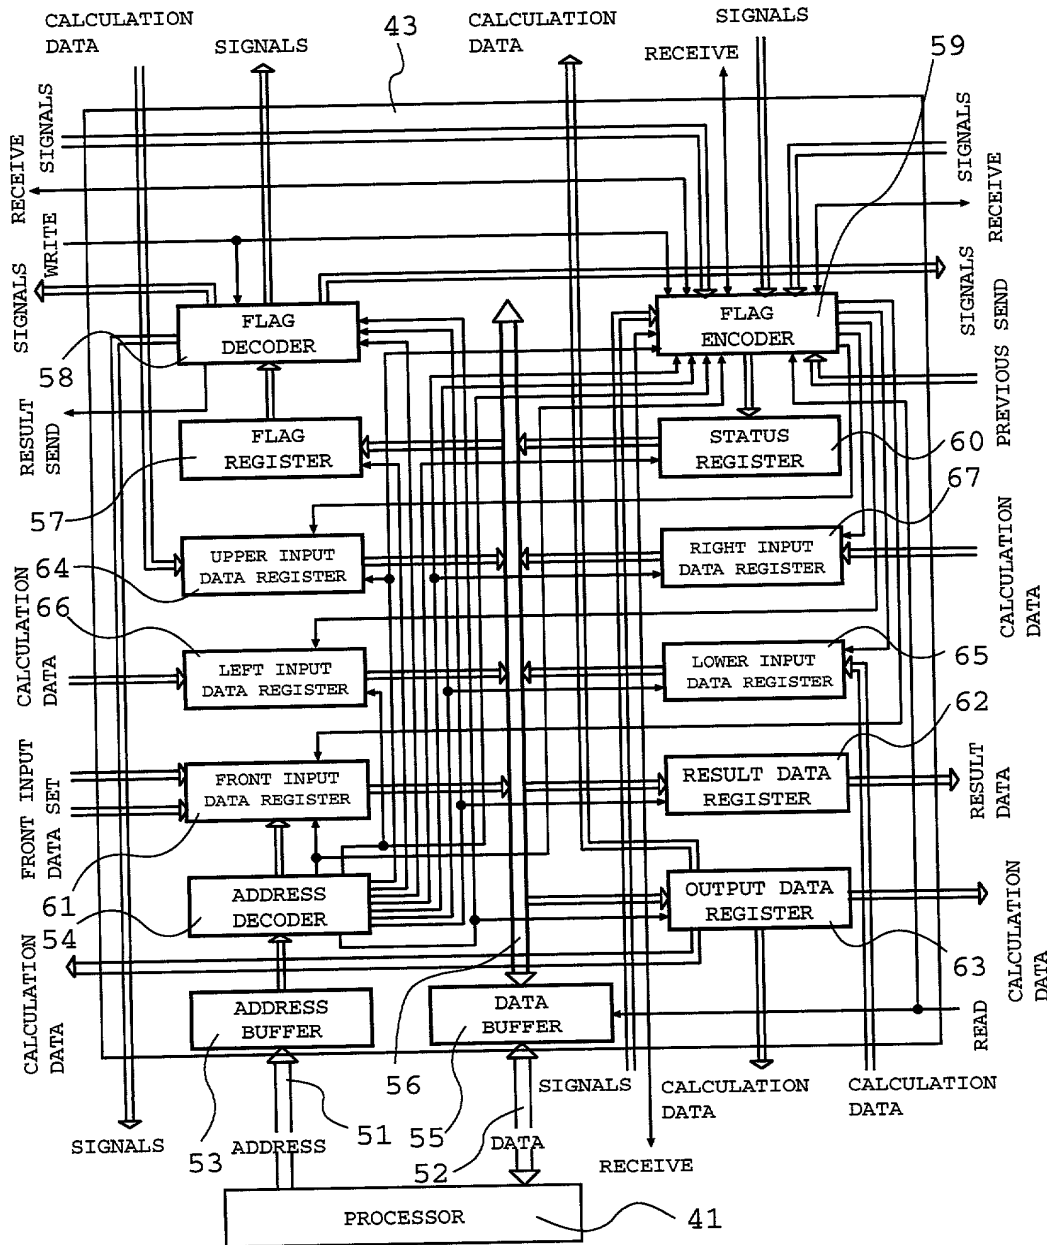 CALCULATION
DATA
SIGNALS
43
CALCULATION
DATA
SIGNALS
RECEIVE
59
SIGNALS
RECEIVE
WRITE
SIGNALS
RESULT
SEND
SIGNALS
RECEIVE
SIGNALS
PREVIOUS SEND
FLAG
DECODER
58
FLAG
ENCODER
FLAG
REGISTER
57
STATUS
REGISTER
60
67
UPPER INPUT
DATA REGISTER
64
RIGHT INPUT
DATA REGISTER
CALCULATION
DATA
66
CALCULATION
DATA
LEFT INPUT
DATA REGISTER
LOWER INPUT
DATA REGISTER
65
62
FRONT INPUT
DATA SET
FRONT INPUT
DATA REGISTER
RESULT DATA
REGISTER
RESULT
DATA
61
54
ADDRESS
DECODER
OUTPUT DATA
REGISTER
63
CALCULATION
DATA
CALCULATION
DATA
ADDRESS
BUFFER
DATA
BUFFER
READ
53
51
56
55
52
SIGNALS
CALCULATION
DATA
CALCULATION
DATA
SIGNALS
ADDRESS
DATA
RECEIVE
PROCESSOR
41